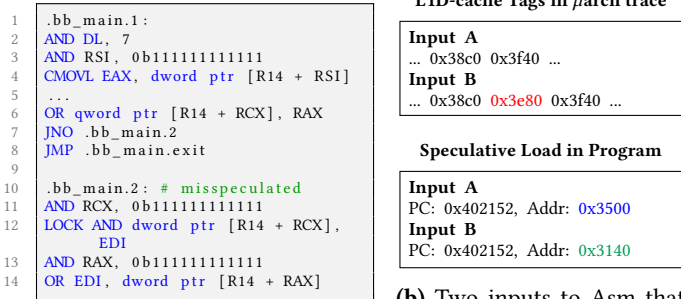 L1D-cache Tags in μarch trace
1 .bb_main.1:
2 AND DL, 7
3 AND RSI, 0b111111111111
4 CMOVL EAX, dword ptr [R14 + RSI]
5 ...
6 OR qword ptr [R14 + RCX], RAX
7 JNO .bb_main.2
8 JMP .bb_main.exit
9
10 .bb_main.2: # misspeculated
11 AND RCX, 0b111111111111
12 LOCK AND dword ptr [R14 + RCX],
EDI
13 AND RAX, 0b111111111111
14 OR EDI, dword ptr [R14 + RAX]
Input A
... 0x38c0 0x3f40 ...
Input B
... 0x38c0 0x3e80 0x3f40 ...
Speculative Load in Program
Input A
PC: 0x402152, Addr: 0x3500
Input B
PC: 0x402152, Addr: 0x3140
(b) Two inputs to Asm that